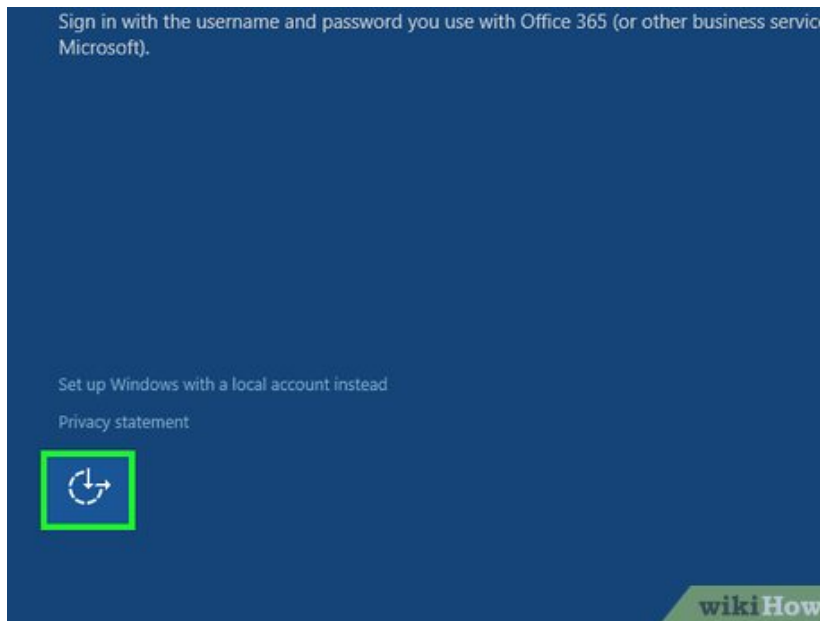 Sign in with the username and password you use with Office 365 (or other business
Microsoft).
Set up Windows with a local account instead
Privacy statement
wikiHow